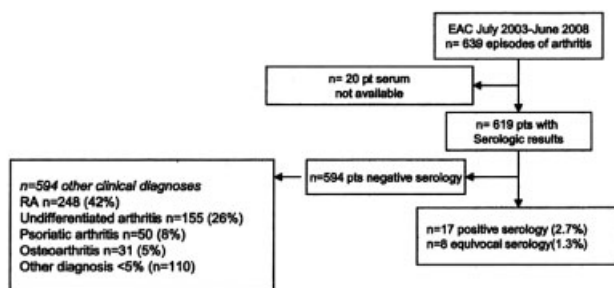 EAC July 2003-June 2008
n= 639 episodes of arthritis
n= 20 pt serum
not available
n= 619 pts with
Serologic results
n=594 pts negative serology
n=594 other clinical diagnoses
RA n=248 (42%)
Undifferentiated arthritis n=155 (26%)
Psoriatic arthritis n=50 (8%)
Osteoarthritis n=31 (5%)
Other diagnosis <5% (n=110)
n=17 positive serology (2.7%)
n=8 equivocal serology(1.3%)